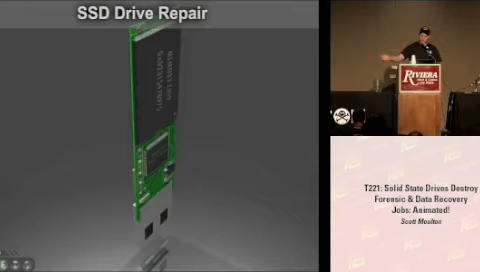 SSD Drive Repair
RIVIERA
T221: Solid State Drives Destroy
Forensic & Data Recovery
Jobs: Animated!
Scott Moulton